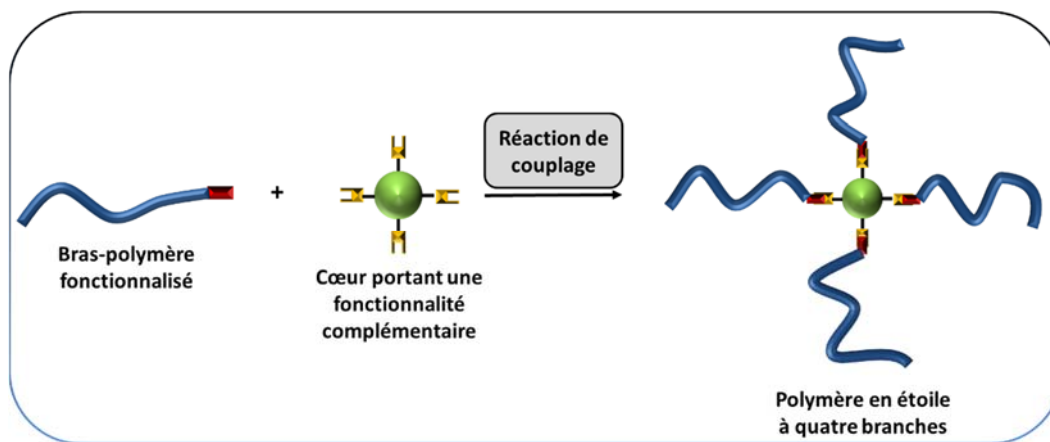 Bras-polymère
fonctionnalisé
+
Cœur portant une
fonctionnalité
complémentaire
Réaction de
couplage
Polymère en étoile
à quatre branches